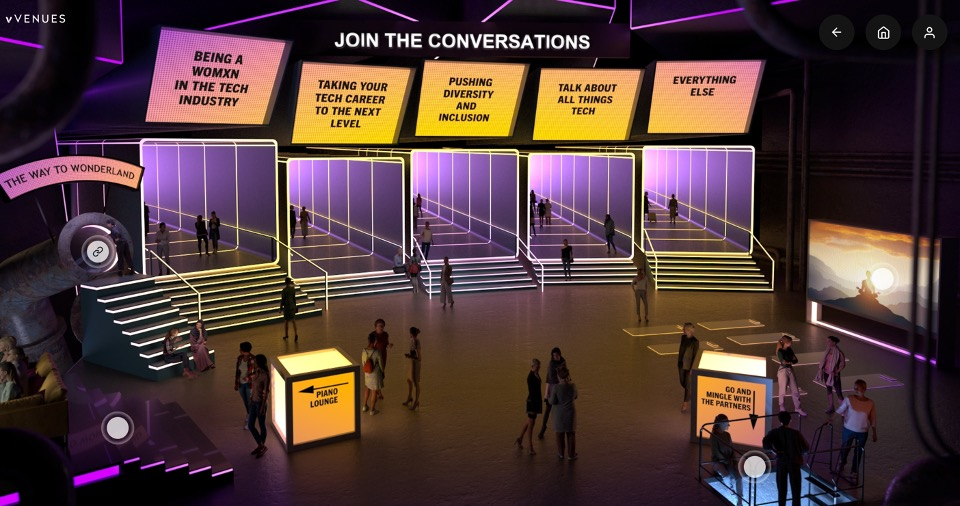 vVENUES
JOIN THE CONVERSATIONS
BEING A
WOMXN
IN THE TECH
INDUSTRY
TAKING YOUR
TECH CAREER
TO THE NEXT
LEVEL
PUSHING
DIVERSITY
AND
INCLUSION
TALK ABOUT
ALL THINGS
TECH
EVERYTHING
ELSE
THE WAY TO WONDERLAND
PIANO
LOUNGE
GO AND
MINGLE WITH
THE PARTNERS